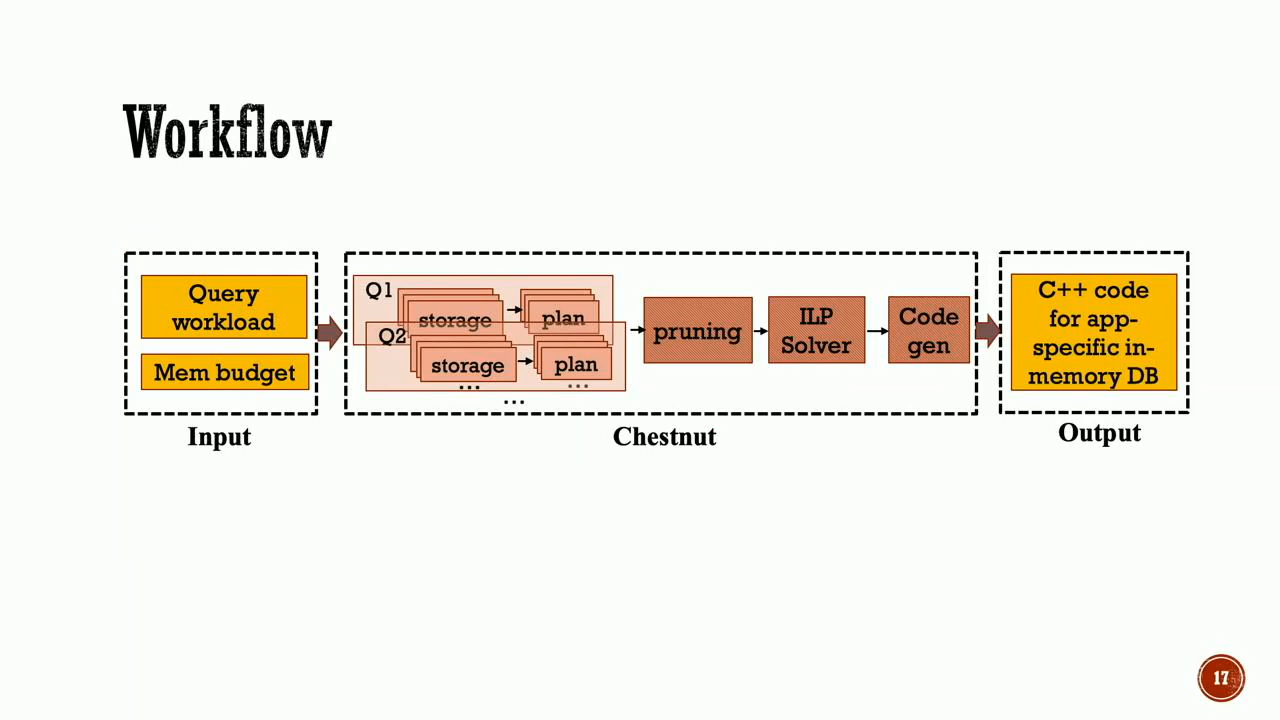 Workflow
Query
workload
Mem budget
Input
Q1
storage
plan
Q2
storage
plan
...
...
...
pruning
ILP
Solver
Code
gen
Chestnut
C++ code
for app-
specific in-
memory DB
Output
17